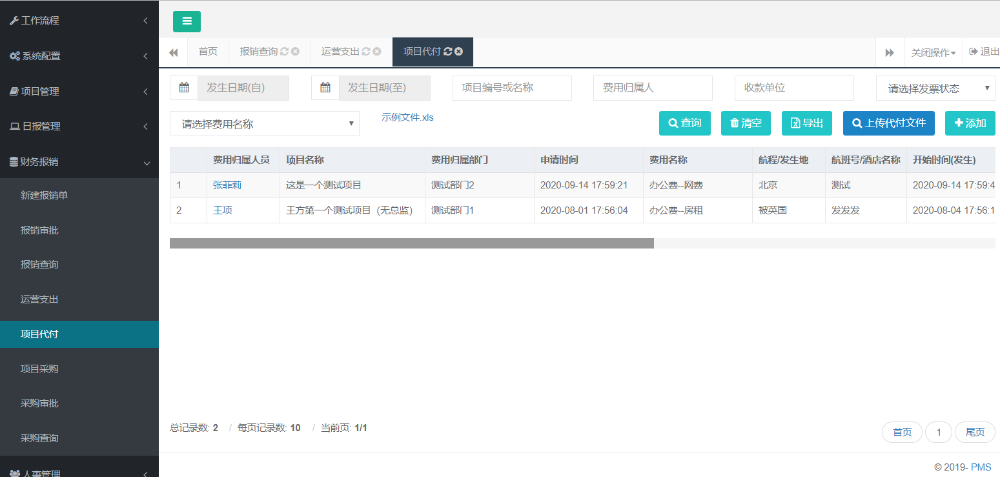 工作流程
系统配置
项目管理
日报管理
财务报销
新建报销单
报销审批
报销查询
运营支出
项目代付
项目采购
采购审批
采购查询
人事管理
首页 报销查询 运营支出 项目代付 关闭操作 退出
发生日期(自) 发生日期(至) 项目编号或名称 费用归属人 收款单位 请选择发票状态
请选择费用名称 示例文件.xls 查询 清空 导出 上传代付文件 添加
费用归属人员 项目名称 费用归属部门 申请时间 费用名称 航程/发生地 航班号/酒店名称 开始时间(发生)
1 张菲莉 这是一个测试项目 测试部门2 2020-09-14 17:59:21 办公费--网费 北京 测试 2020-09-14 17:59:4
2 王项 王方第一个测试项目（无总监） 测试部门1 2020-08-01 17:56:04 办公费--房租 被英国 发发发 2020-08-04 17:56:1
总记录数: 2 / 每页记录数: 10 / 当前页: 1/1
首页 1 尾页
© 2019- PMS